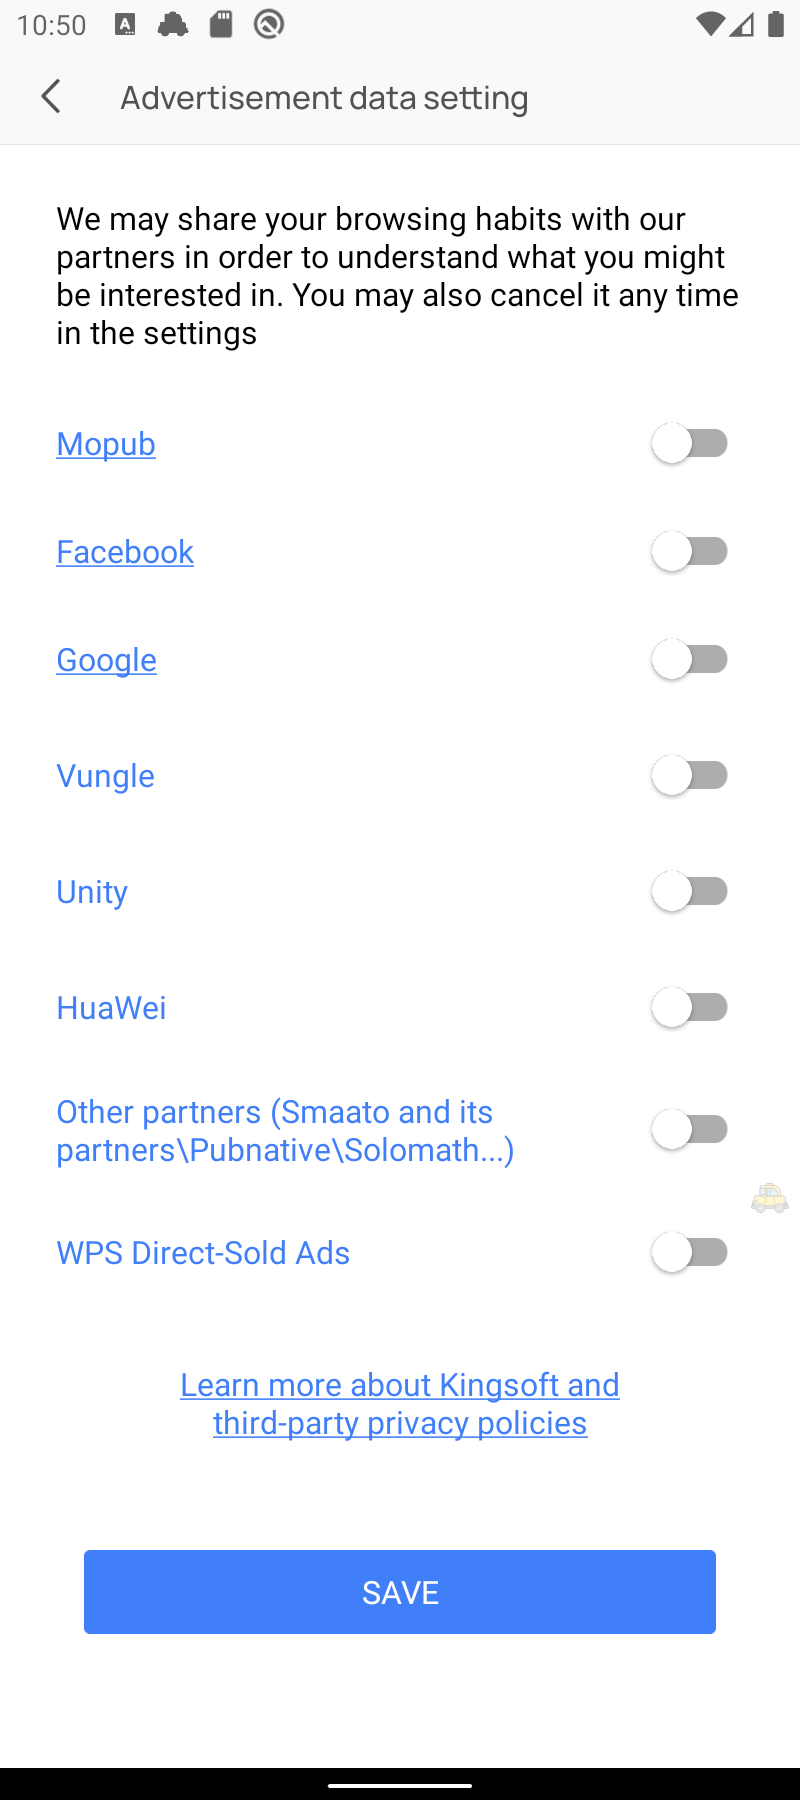 10:50
Advertisement data setting
We may share your browsing habits with our
partners in order to understand what you might
be interested in. You may also cancel it any time
in the settings
Mopub
Facebook
Google
Vungle
Unity
HuaWei
Other partners (Smaato and its
partners\Pubnative\Solomath...)
WPS Direct-Sold Ads
Learn more about Kingsoft and
third-party privacy policies
SAVE